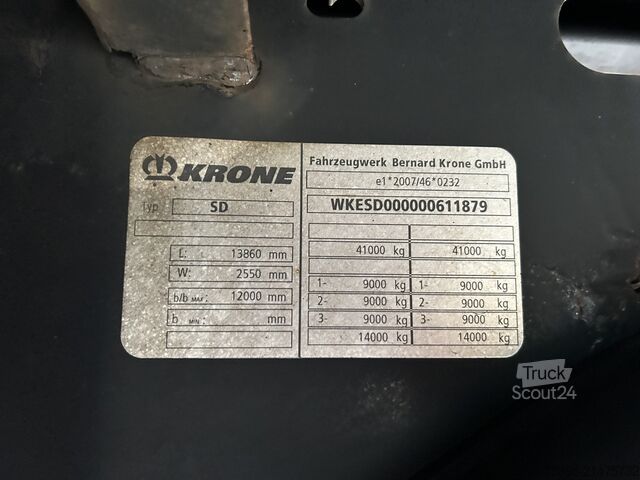 KRONE
Fahrzeugwerk Bernard Krone GmbH
e1*2007/46*0232
Typ SD
WKESD000000611879
L: 13860 mm
W: 2550 mm
b/b MAX: 12000 mm
b MIN: mm
41000 kg 41000 kg
1- 9000 kg 1- 9000 kg
2- 9000 kg 2- 9000 kg
3- 9000 kg 3- 9000 kg
14000 kg 14000 kg
Truck
Scout24